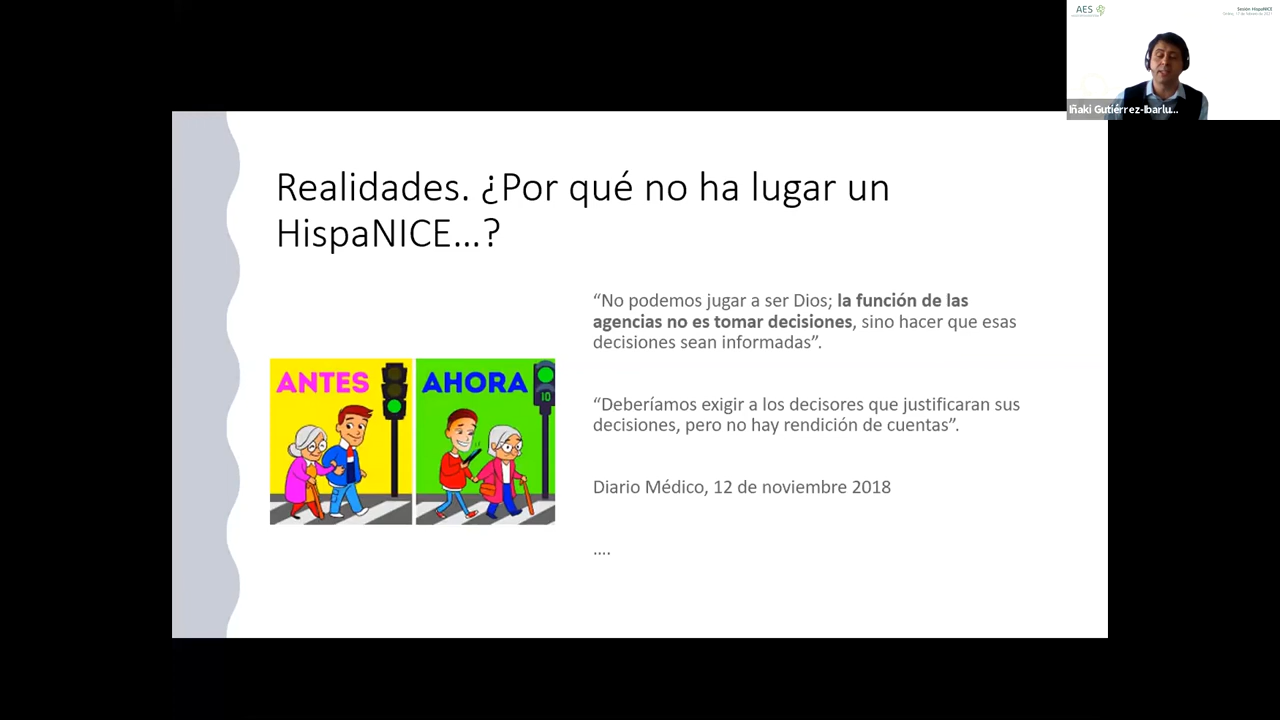 AES
Sesión HispaNICE
Iñaki Gutiérrez-Ibarlu...
Realidades. ¿Por qué no ha lugar un
HispaNICE...?
“No podemos jugar a ser Dios; la función de las
agencias no es tomar decisiones, sino hacer que esas
decisiones sean informadas”.
ANTES
AHORA
10
“Deberíamos exigir a los decisores que justificaran sus
decisiones, pero no hay rendición de cuentas”.
Diario Médico, 12 de noviembre 2018
....